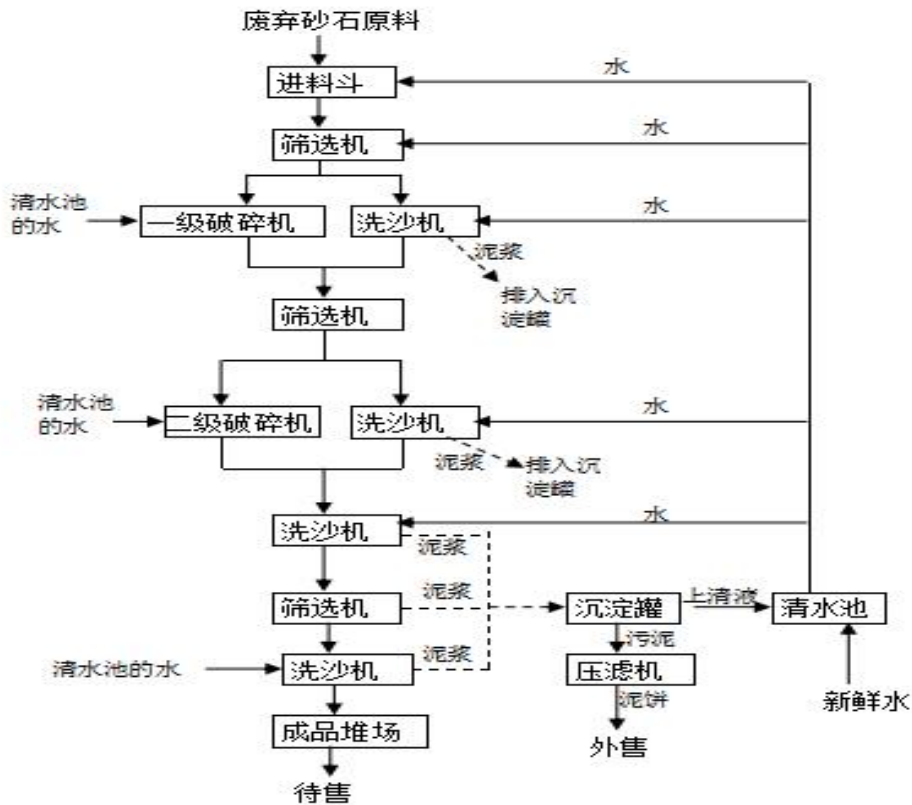 废弃砂石原料
水
进料斗
水
筛选机
清水池
的水
一级破碎机
洗沙机
水
泥浆
排入沉
淀罐
筛选机
清水池
的水
二级破碎机
洗沙机
水
泥浆
排入沉
淀罐
水
洗沙机
泥浆
筛选机
泥浆
沉淀罐
上清液
清水池
污泥
清水池的水
洗沙机
泥浆
压滤机
泥饼
新鲜水
成品堆场
外售
待售